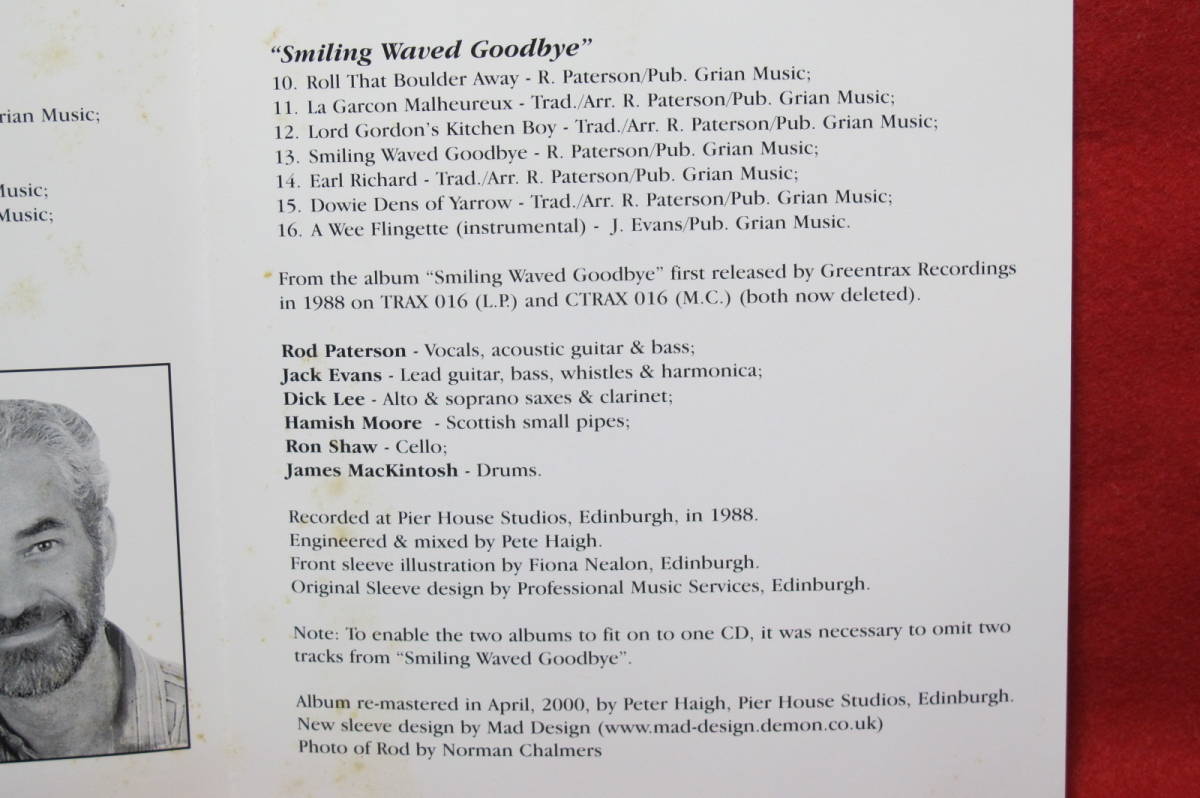 rian Music;
Music;
Music;
“Smiling Waved Goodbye”
10. Roll That Boulder Away - R. Paterson/Pub. Grian Music;
11. La Garcon Malheureux - Trad./Arr. R. Paterson/Pub. Grian Music;
12. Lord Gordon's Kitchen Boy - Trad./Arr. R. Paterson/Pub. Grian Music;
13. Smiling Waved Goodbye - R. Paterson/Pub. Grian Music;
14. Earl Richard - Trad./Arr. R. Paterson/Pub. Grian Music;
15. Dowie Dens of Yarrow - Trad./Arr. R. Paterson/Pub. Grian Music;
16. A Wee Flingette (instrumental) - J. Evans/Pub. Grian Music.
From the album “Smiling Waved Goodbye” first released by Greentrax Recordings
in 1988 on TRAX 016 (L.P.) and CTRAX 016 (M.C.) (both now deleted).
Rod Paterson - Vocals, acoustic guitar & bass;
Jack Evans - Lead guitar, bass, whistles & harmonica;
Dick Lee - Alto & soprano saxes & clarinet;
Hamish Moore - Scottish small pipes;
Ron Shaw - Cello;
James MacKintosh - Drums.
Recorded at Pier House Studios, Edinburgh, in 1988.
Engineered & mixed by Pete Haigh.
Front sleeve illustration by Fiona Nealon, Edinburgh.
Original Sleeve design by Professional Music Services, Edinburgh.
Note: To enable the two albums to fit on to one CD, it was necessary to omit two
tracks from “Smiling Waved Goodbye”.
Album re-mastered in April, 2000, by Peter Haigh, Pier House Studios, Edinburgh.
New sleeve design by Mad Design (www.mad-design.demon.co.uk)
Photo of Rod by Norman Chalmers